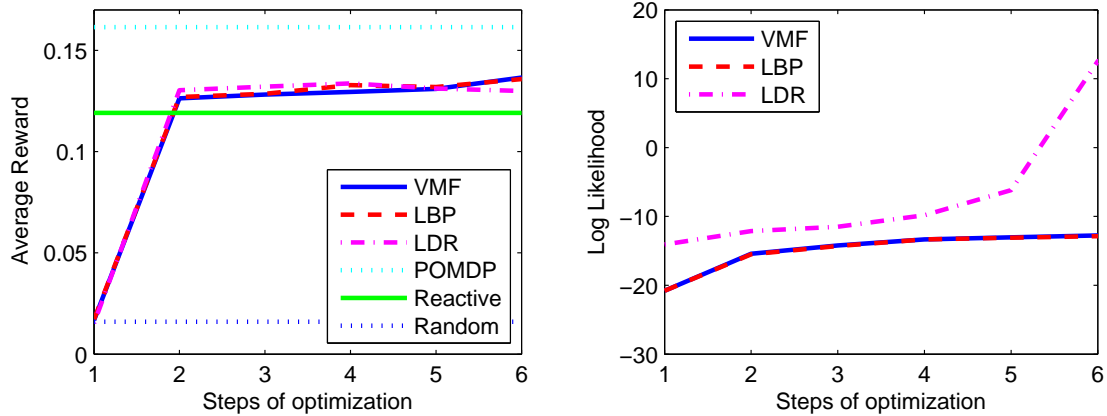 0.15
0.1
0.05
0
1 2 3 4 5 6
Average Reward
Steps of optimization
VMF
LBP
LDR
POMDP
Reactive
Random
20
10
0
−10
−20
−30
1 2 3 4 5 6
Log Likelihood
Steps of optimization
VMF
LBP
LDR